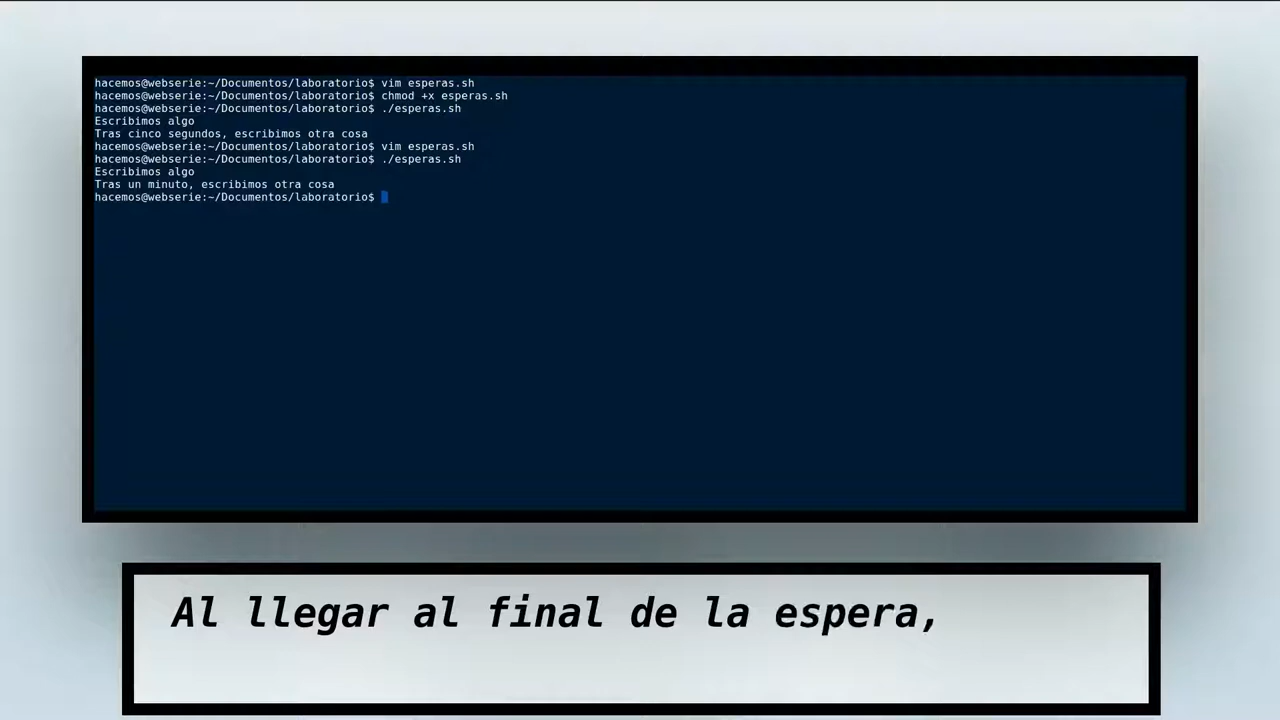 hacemos@webserie:~/Documentos/laboratorio$ vim esperas.sh
hacemos@webserie:~/Documentos/laboratorio$ chmod +x esperas.sh
hacemos@webserie:~/Documentos/laboratorio$ ./esperas.sh
Escribimos algo
Tras cinco segundos, escribimos otra cosa
hacemos@webserie:~/Documentos/laboratorio$ vim esperas.sh
hacemos@webserie:~/Documentos/laboratorio$ ./esperas.sh
Escribimos algo
Tras un minuto, escribimos otra cosa
hacemos@webserie:~/Documentos/laboratorio$
Al llegar al final de la espera,